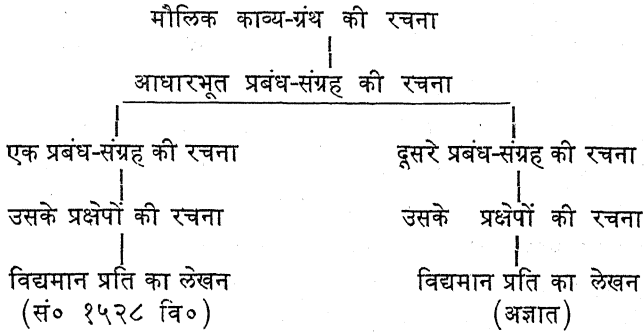 मौलिक काव्य-ग्रंथ की रचना
आधारभूत प्रबंध-संग्रह की रचना
एक प्रबंध-संग्रह की रचना
दूसरे प्रबंध-संग्रह की रचना
उसके प्रक्षेपों की रचना
उसके प्रक्षेपों की रचना
विद्यमान प्रति का लेखन
विद्यमान प्रति का लेखन
(सं० १५२८ वि०)
(अज्ञात)